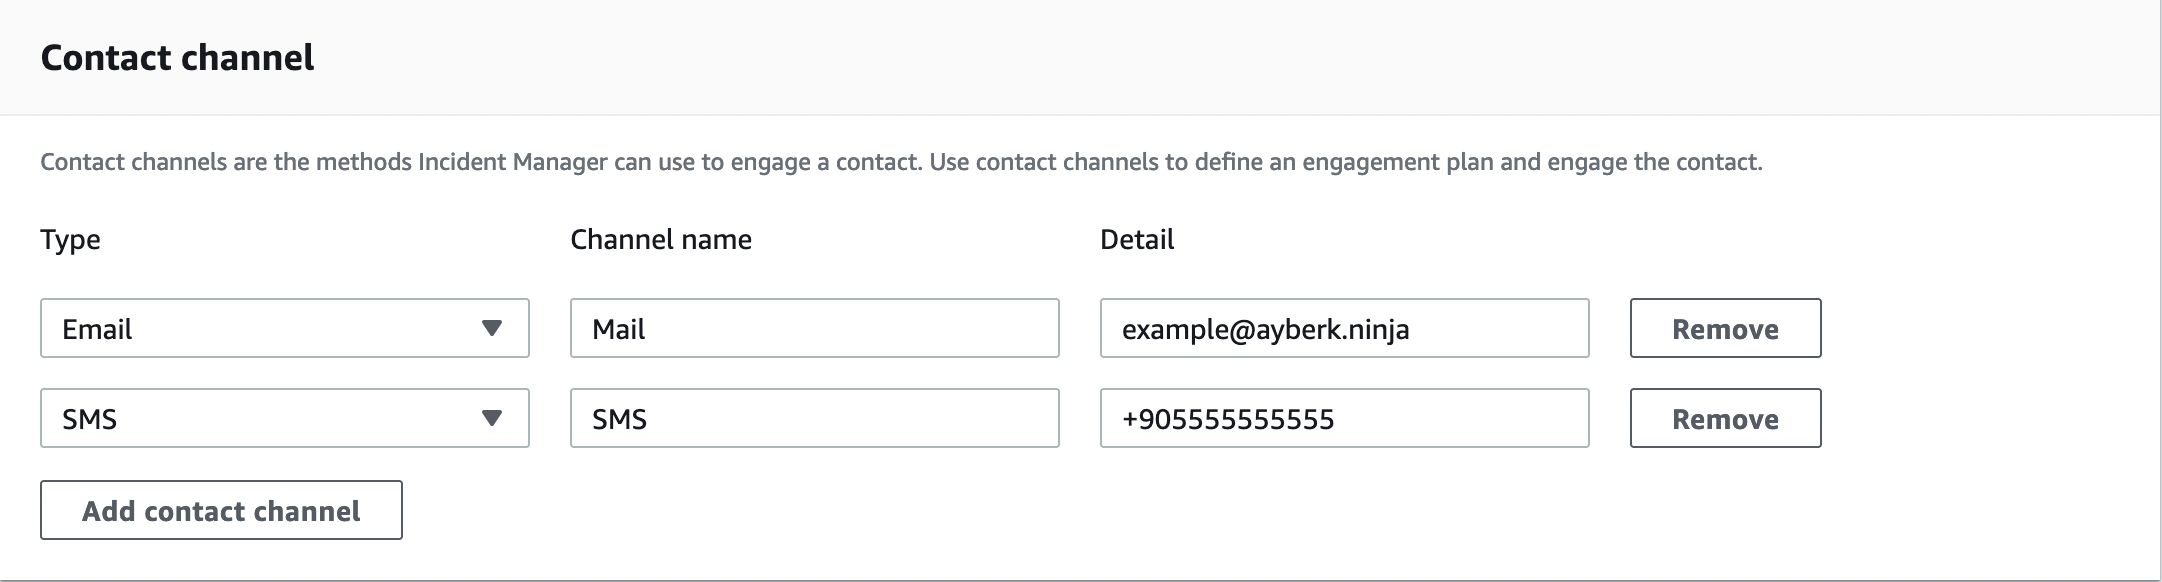 Contact channel
Contact channels are the methods Incident Manager can use to engage a contact. Use contact channels to define an engagement plan and engage the contact.
Type Channel name Detail
Email Mail example@ayberk.ninja Remove
SMS SMS +905555555555 Remove
Add contact channel